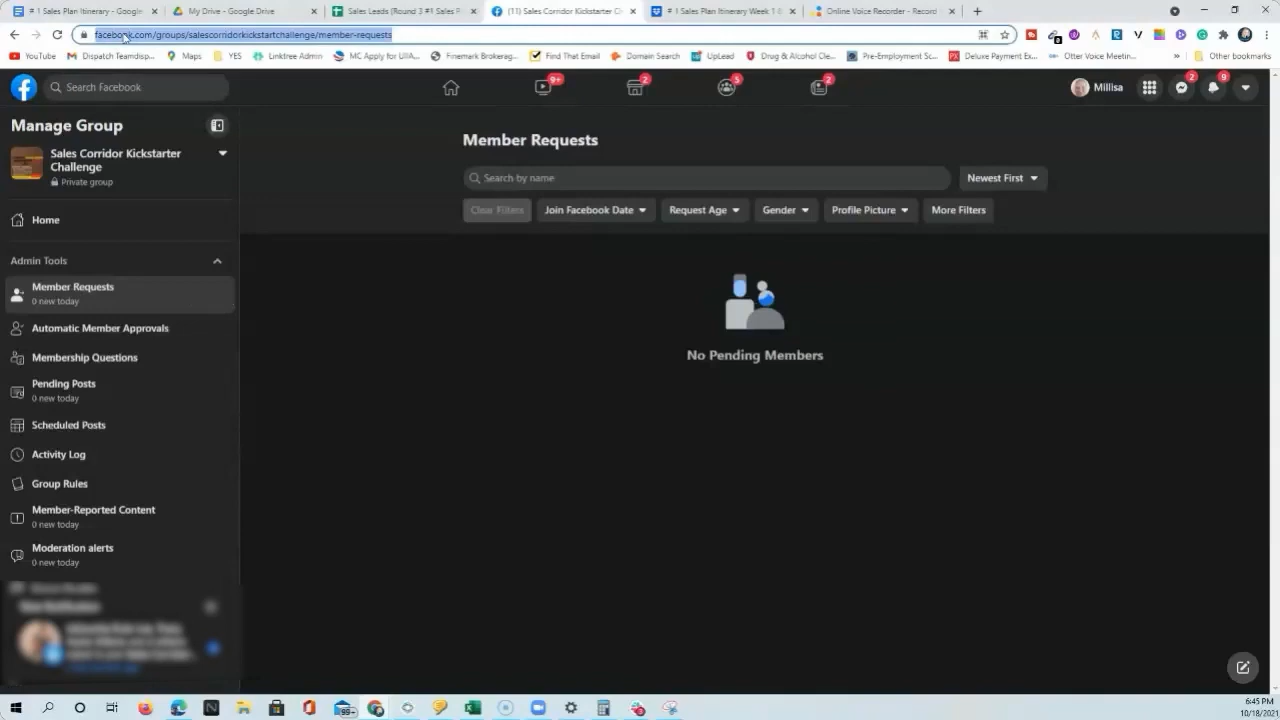 # 1 Sales Plan Itinerary - Google
My Drive - Google Drive
Sales Leads (Round 3 #1 Sales P
(11) Sales Corridor Kickstarter C
# 1 Sales Plan Itinerary Week 1
Online Voice Recorder - Record
facebook.com/groups/salescorridorkickstartchallenge/member-requests
YouTube
Dispatch Teamdisp...
Maps
YES
Linktree Admin
MC Apply for UIIA...
Finemark Brokerag...
Find That Email
Domain Search
UpLead
Drug & Alcohol Cle...
Pre-Employment Sc...
Deluxe Payment Ex...
Otter Voice Meetin...
»
Other bookmarks
Search Facebook
9+
2
5
2
Millisa
2
9
Manage Group
Sales Corridor Kickstarter
Challenge
Private group
Home
Admin Tools
Member Requests
0 new today
Automatic Member Approvals
Membership Questions
Pending Posts
0 new today
Scheduled Posts
Activity Log
Group Rules
Member-Reported Content
0 new today
Moderation alerts
0 new today
Member Requests
Search by name
Newest First
Clear Filters
Join Facebook Date
Request Age
Gender
Profile Picture
More Filters
No Pending Members
99+
6:45 PM
10/18/2021